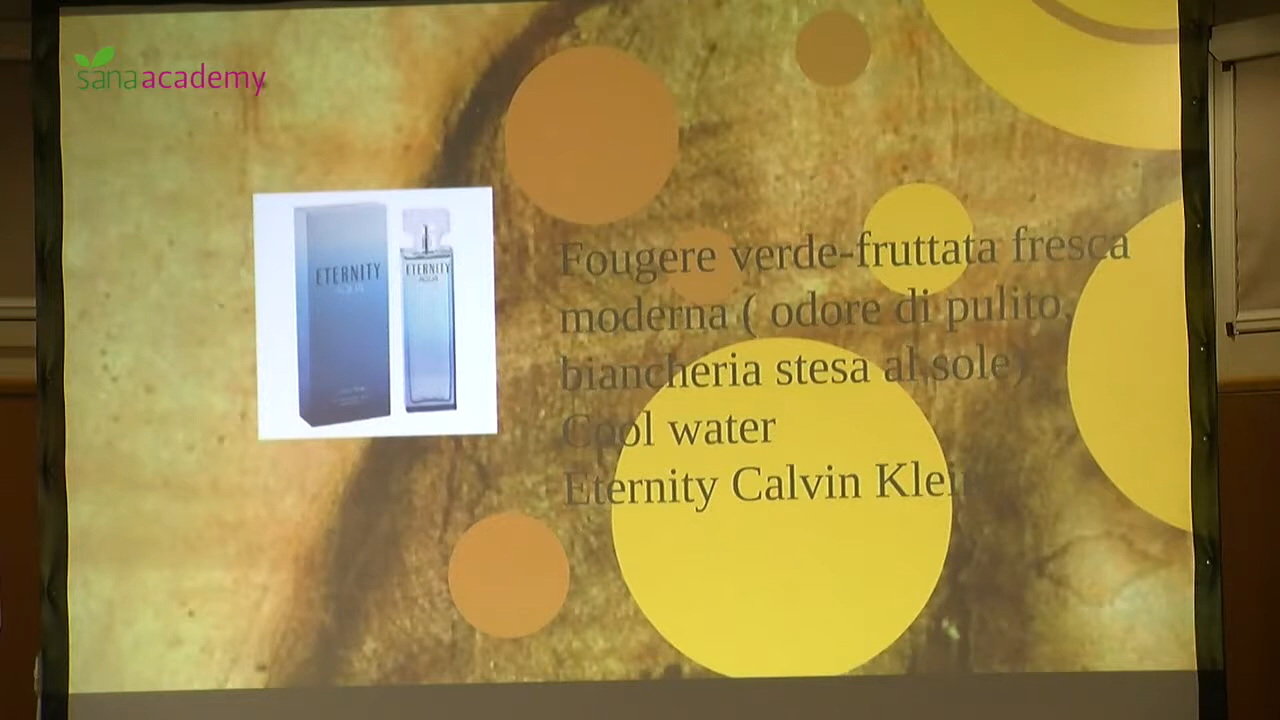 sanaacademy
ETERNITY
ETERNITY
AQUA
Fougere verde-fruttata fresca
moderna ( odore di pulito,
biancheria stesa al sole)
Cool water
Eternity Calvin Klein